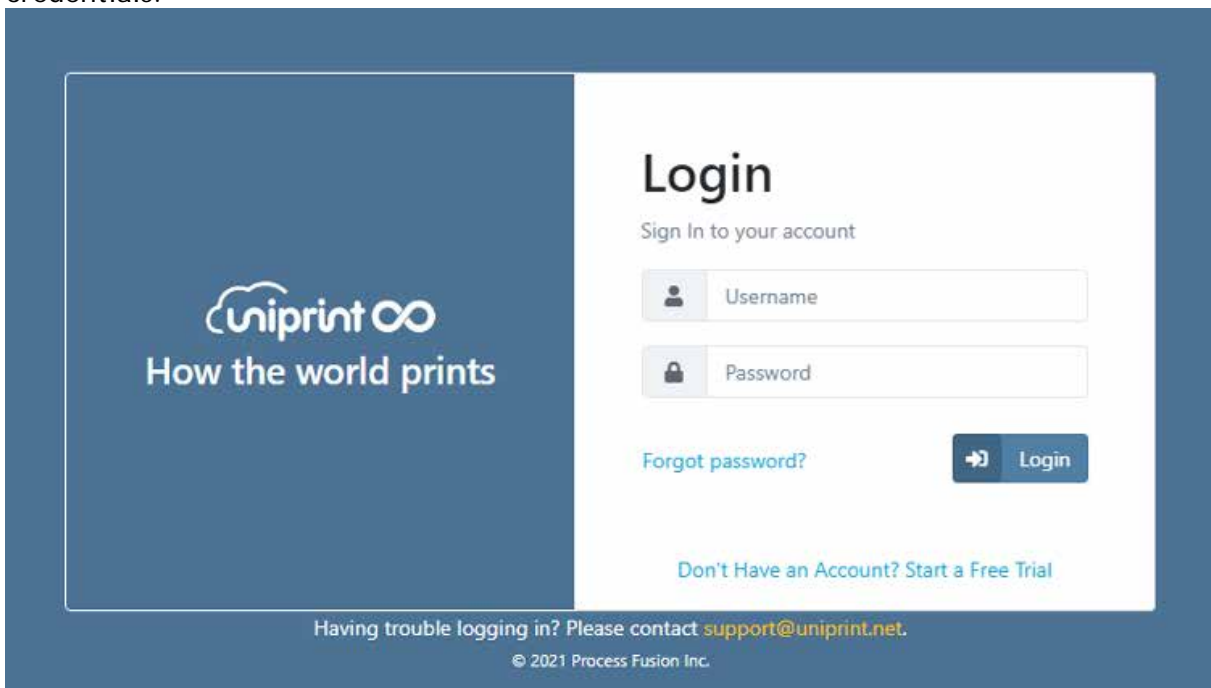 credentials.
Login
Sign In to your account
Username
uniprint
How the world prints
Password
Forgot password?
Login
Don't Have an Account? Start a Free Trial
Having trouble logging in? Please contact support@uniprint.net.
© 2021 Process Fusion Inc.